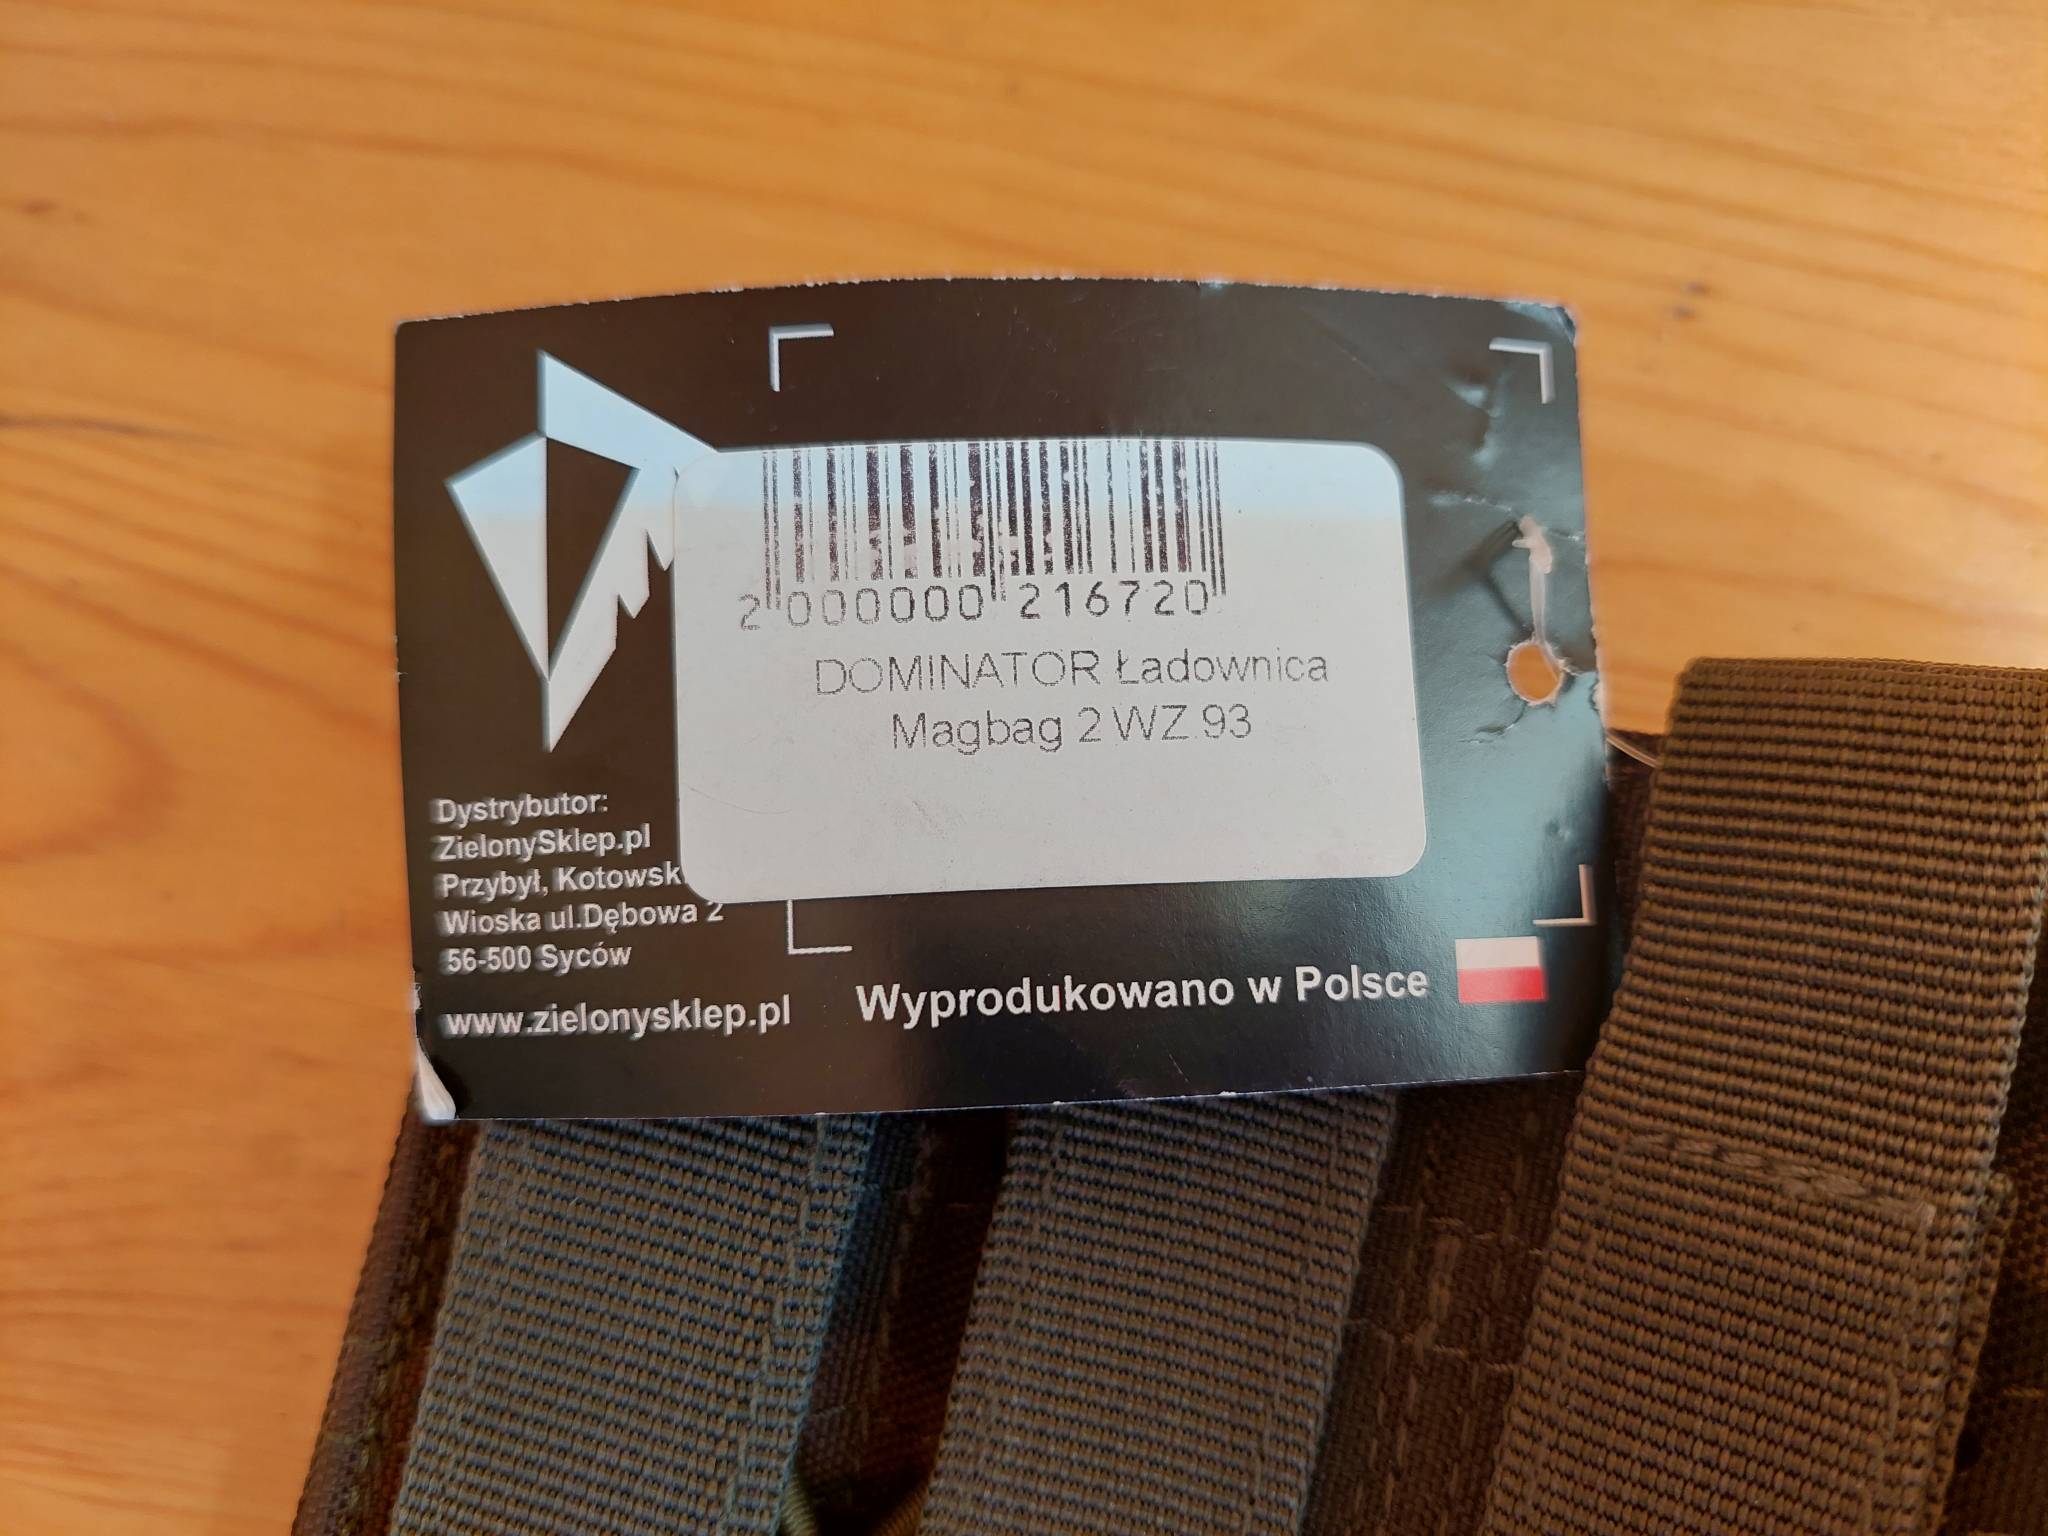 2 000000 216720
DOMINATOR Ładownica
Magbag 2 WZ.93
Dystrybutor:
ZielonySklep.pl
Przybył, Kotowsk
Wioska ul.Dębowa 2
56-500 Syców
www.zielonysklep.pl
Wyprodukowano w Polsce